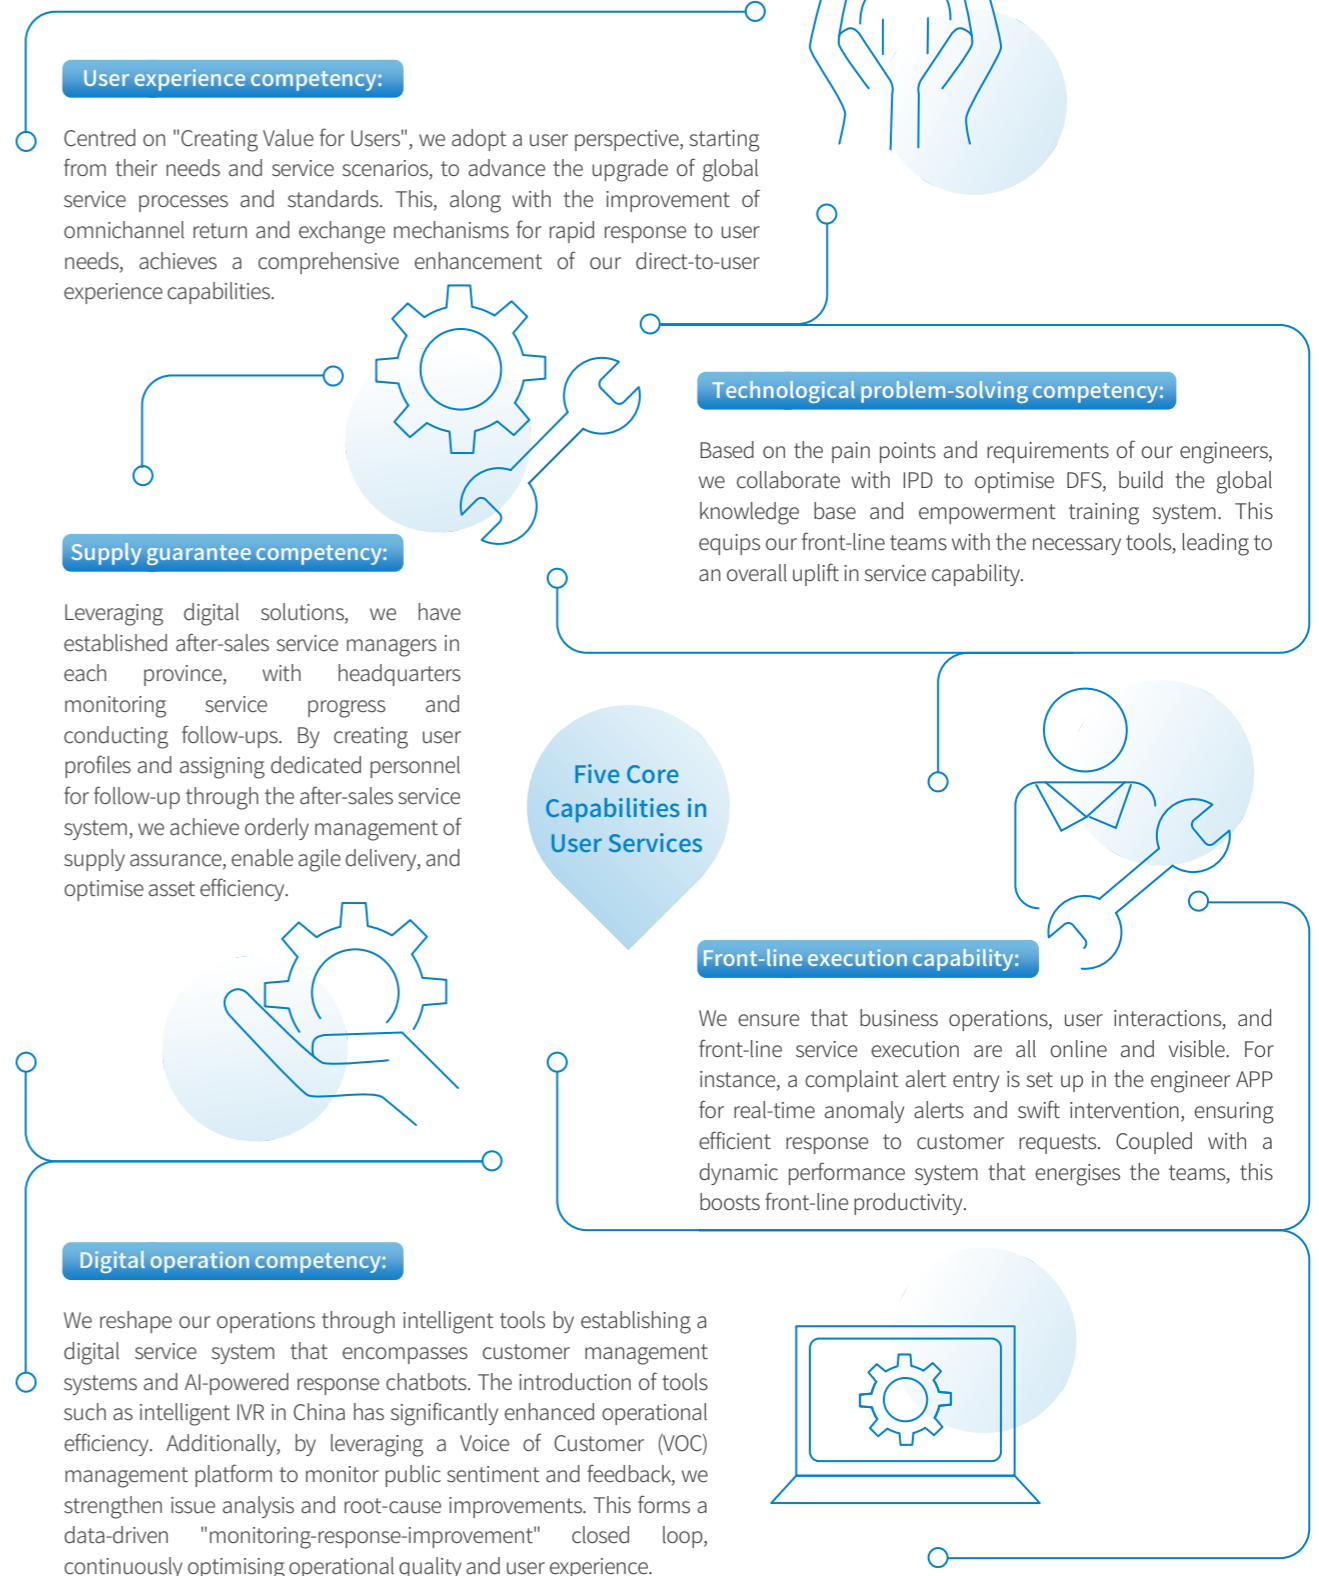 User experience competency:
Centred on "Creating Value for Users", we adopt a user perspective, starting
from their needs and service scenarios, to advance the upgrade of global
service processes and standards. This, along with the improvement of
omnichannel return and exchange mechanisms for rapid response to user
needs, achieves a comprehensive enhancement of our direct-to-user
experience capabilities.
Technological problem-solving competency:
Based on the pain points and requirements of our engineers,
we collaborate with IPD to optimise DFS, build the global
knowledge base and empowerment training system. This
equips our front-line teams with the necessary tools, leading to
an overall uplift in service capability.
Supply guarantee competency:
Leveraging digital solutions, we have
established after-sales service managers in
each province, with headquarters
monitoring service progress and
conducting follow-ups. By creating user
profiles and assigning dedicated personnel
for follow-up through the after-sales service
system, we achieve orderly management of
supply assurance, enable agile delivery, and
optimise asset efficiency.
Five Core
Capabilities in
User Services
Front-line execution capability:
We ensure that business operations, user interactions, and
front-line service execution are all online and visible. For
instance, a complaint alert entry is set up in the engineer APP
for real-time anomaly alerts and swift intervention, ensuring
efficient response to customer requests. Coupled with a
dynamic performance system that energises the teams, this
boosts front-line productivity.
Digital operation competency:
We reshape our operations through intelligent tools by establishing a
digital service system that encompasses customer management
systems and AI-powered response chatbots. The introduction of tools
such as intelligent IVR in China has significantly enhanced operational
efficiency. Additionally, by leveraging a Voice of Customer (VOC)
management platform to monitor public sentiment and feedback, we
strengthen issue analysis and root-cause improvements. This forms a
data-driven "monitoring-response-improvement" closed loop,
continuously optimising operational quality and user experience.